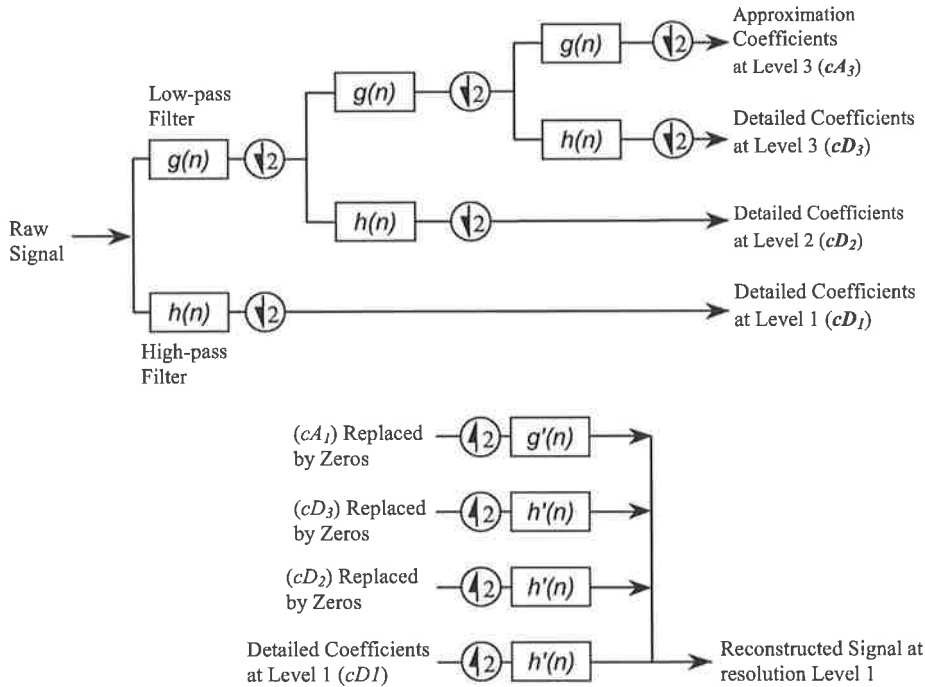 Approximation
Coefficients
at Level 3 (cA3)
g(n)
2
g(n)
2
Low-pass
Filter
Detailed Coefficients
at Level 3 (cD3)
h(n)
2
g(n)
2
Raw
Signal
h(n)
2
Detailed Coefficients
at Level 2 (cD2)
h(n)
2
Detailed Coefficients
at Level 1 (cD1)
High-pass
Filter
(cA1) Replaced
by Zeros
2
g'(n)
(cD3) Replaced
by Zeros
2
h'(n)
(cD2) Replaced
by Zeros
2
h'(n)
Detailed Coefficients
at Level 1 (cD1)
2
h'(n)
Reconstructed Signal at
resolution Level 1